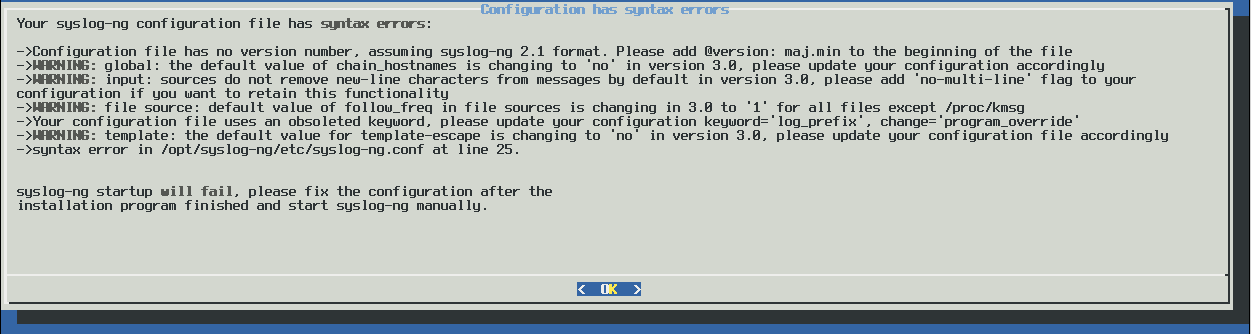 Configuration has syntax errors
Your syslog-ng configuration file has syntax errors:
->Configuration file has no version number, assuming syslog-ng 2.1 format. Please add @version: maj.min to the beginning of the file
->WARNING: global: the default value of chain_hostnames is changing to 'no' in version 3.0, please update your configuration accordingly
->WARNING: input: sources do not remove new-line characters from messages by default in version 3.0, please add 'no-multi-line' flag to your
configuration if you want to retain this functionality
->WARNING: file source: default value of follow_freq in file sources is changing in 3.0 to '1' for all files except /proc/kmsg
->Your configuration file uses an obsoleted keyword, please update your configuration keyword='log_prefix', change='program_override'
->WARNING: template: the default value for template-escape is changing to 'no' in version 3.0, please update your configuration file accordingly
->syntax error in /opt/syslog-ng/etc/syslog-ng.conf at line 25.
syslog-ng startup will fail, please fix the configuration after the
installation program finished and start syslog-ng manually.
< OK >